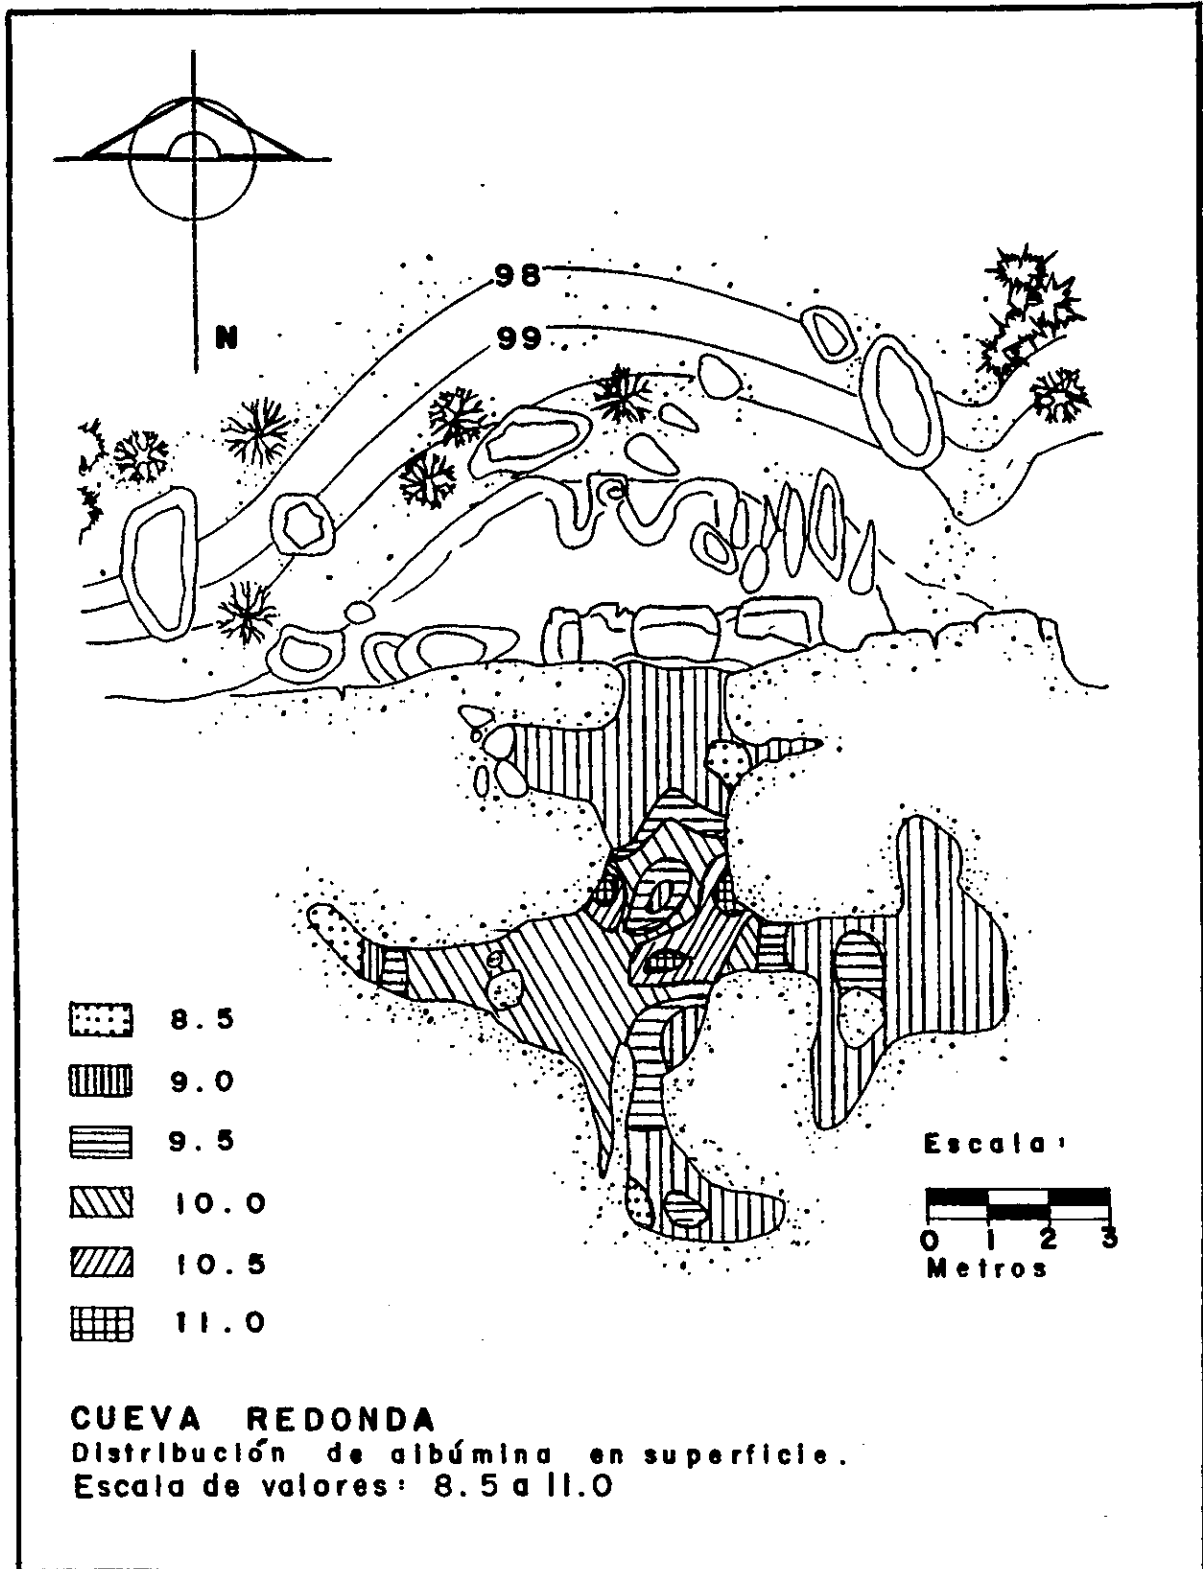 N
98
99
8.5
9.0
9.5
10.0
10.5
11.0
Escala:
0 1 2 3
Metros
CUEVA REDONDA
Distribución de albúmina en superficie.
Escala de valores: 8.5 a 11.0